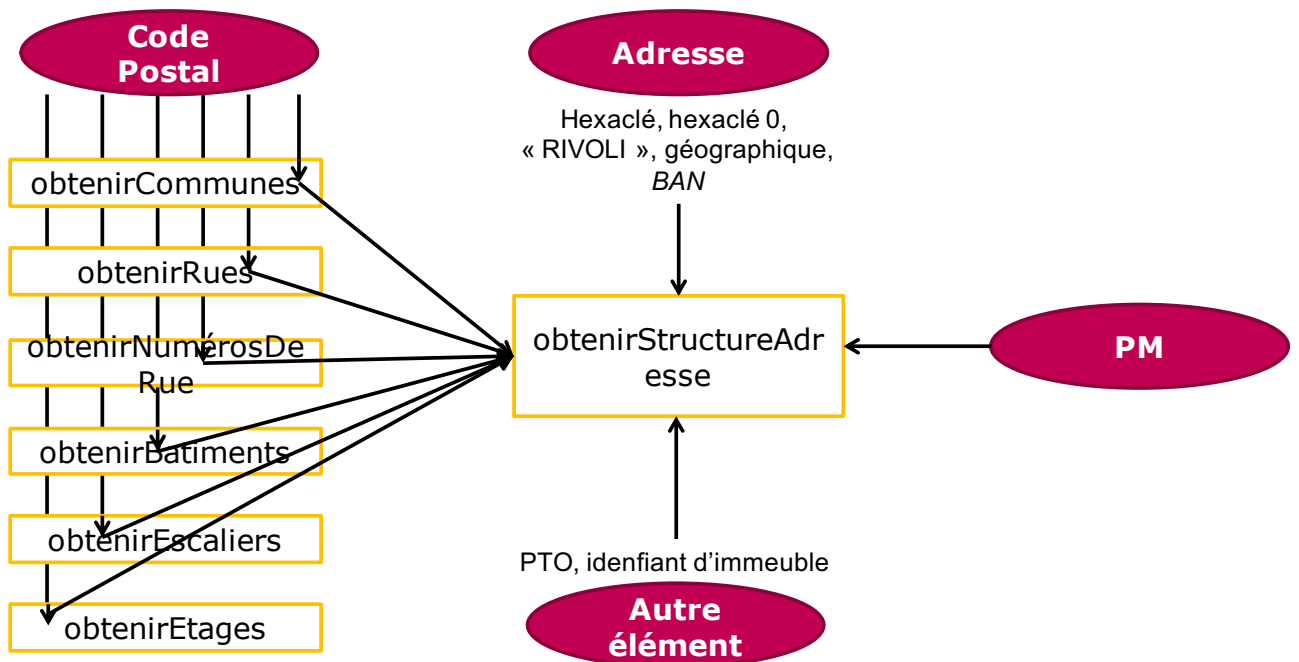 Code
Postal
Adresse
Hexaclé, hexaclé 0,
« RIVOLI », géographique,
BAN
obtenirCommunes
obtenirRues
obtenirNumérosDe
Rue
obtenirBatiments
obtenirEscaliers
obtenirEtages
obtenirStructureAdr
esse
PM
PTO, idenfiant d’immeuble
Autre
élément